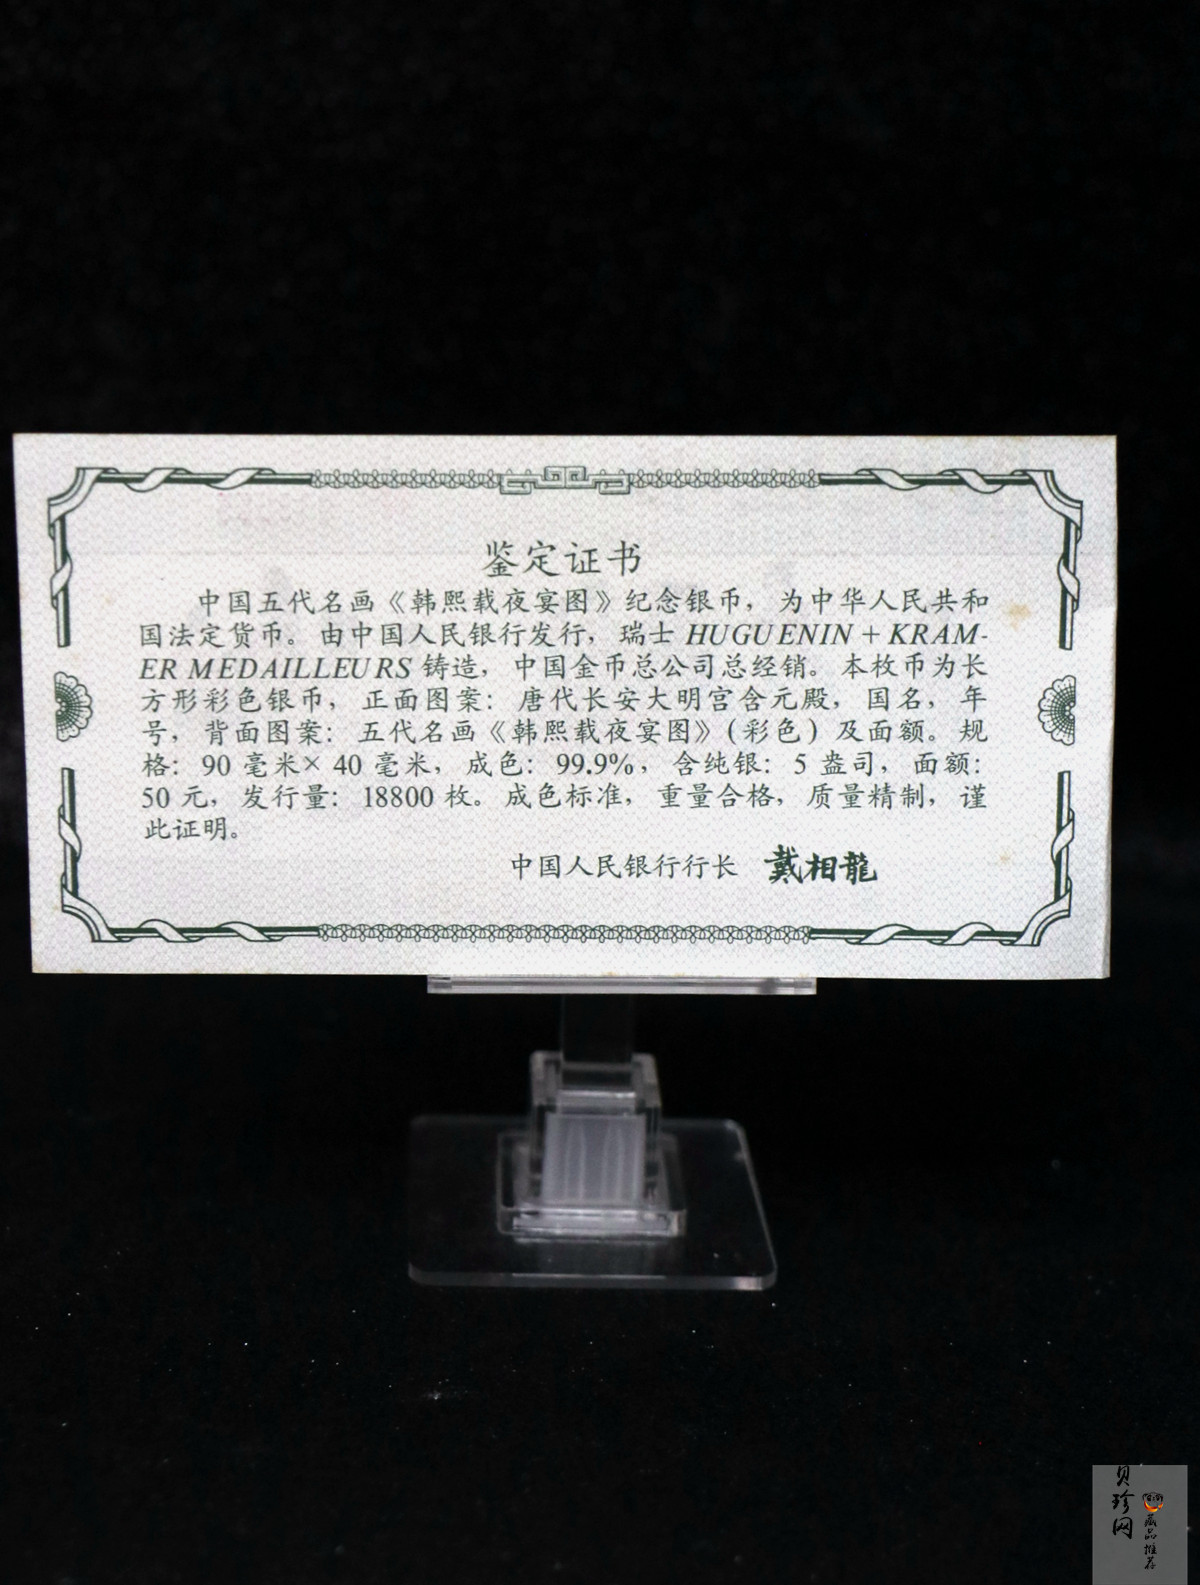 鉴定证书
中国五代名画《韩熙载夜宴图》纪念银币，为中华人民共和
国法定货币。由中国人民银行发行，瑞士 HUGUENIN + KRAM-
ER MEDAILLEURS 铸造，中国金币总公司总经销。本枚币为长
方形彩色银币，正面图案：唐代长安大明宫含元殿，国名，年
号，背面图案：五代名画《韩熙载夜宴图》(彩色）及面额。规
格：90 毫米× 40 毫米，成色：99.9%，含纯银：5 盎司，面额：
50 元，发行量：18800 枚。成色标准，重量合格，质量精制，谨
此证明。
中国人民银行行长 戴相龍
贝珍网
藏品推荐